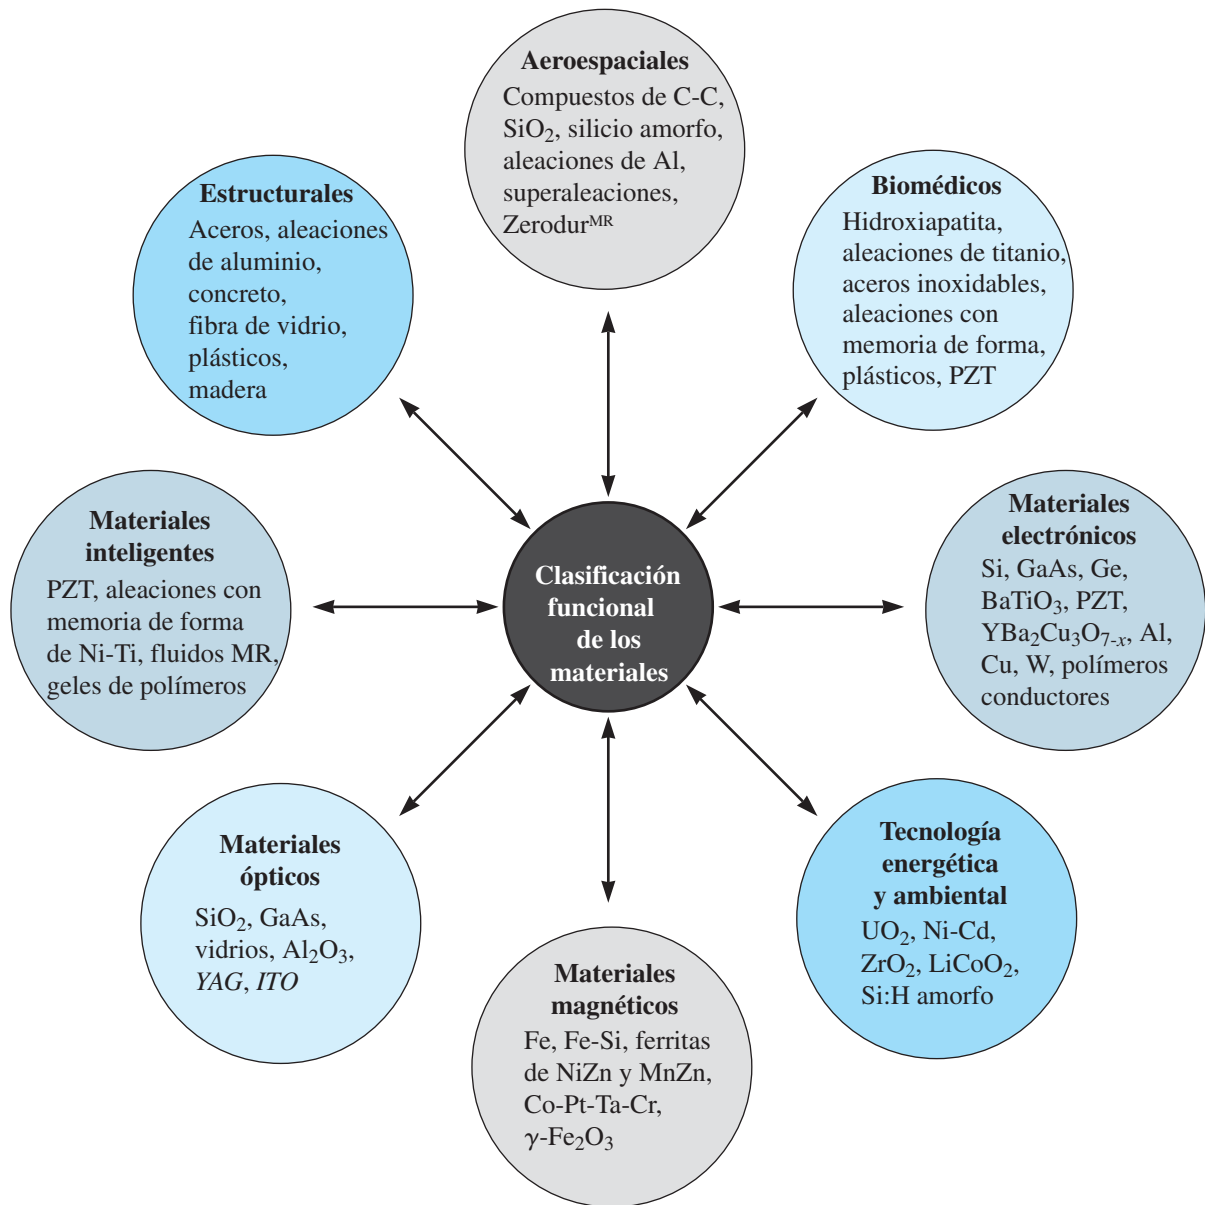 Aeroespaciales
Compuestos de C-C,
SiO₂, silicio amorfo,
aleaciones de Al,
superaleaciones,
Zerodurᴹᴿ
Estructurales
Aceros, aleaciones
de aluminio,
concreto,
fibra de vidrio,
plásticos,
madera
Biomédicos
Hidroxiapatita,
aleaciones de titanio,
aceros inoxidables,
aleaciones con
memoria de forma,
plásticos, PZT
Materiales
inteligentes
PZT, aleaciones con
memoria de forma
de Ni-Ti, fluidos MR,
geles de polímeros
Clasificación
funcional
de los
materiales
Materiales
electrónicos
Si, GaAs, Ge,
BaTiO₃, PZT,
YBa₂Cu₃O₇₋ₓ, Al,
Cu, W, polímeros
conductores
Materiales
ópticos
SiO₂, GaAs,
vidrios, Al₂O₃,
YAG, ITO
Tecnología
energética
y ambiental
UO₂, Ni-Cd,
ZrO₂, LiCoO₂,
Si:H amorfo
Materiales
magnéticos
Fe, Fe-Si, ferritas
de NiZn y MnZn,
Co-Pt-Ta-Cr,
γ-Fe₂O₃